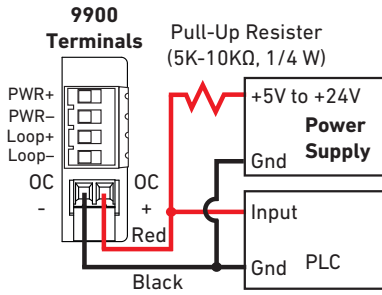 9900
Terminals
Pull-Up Resister
(5K-10KΩ, 1/4 W)
PWR+
PWR–
Loop+
Loop–
OC
-
OC
+
+5V to +24V
Power
Supply
Gnd
Input
Gnd PLC
Red
Black